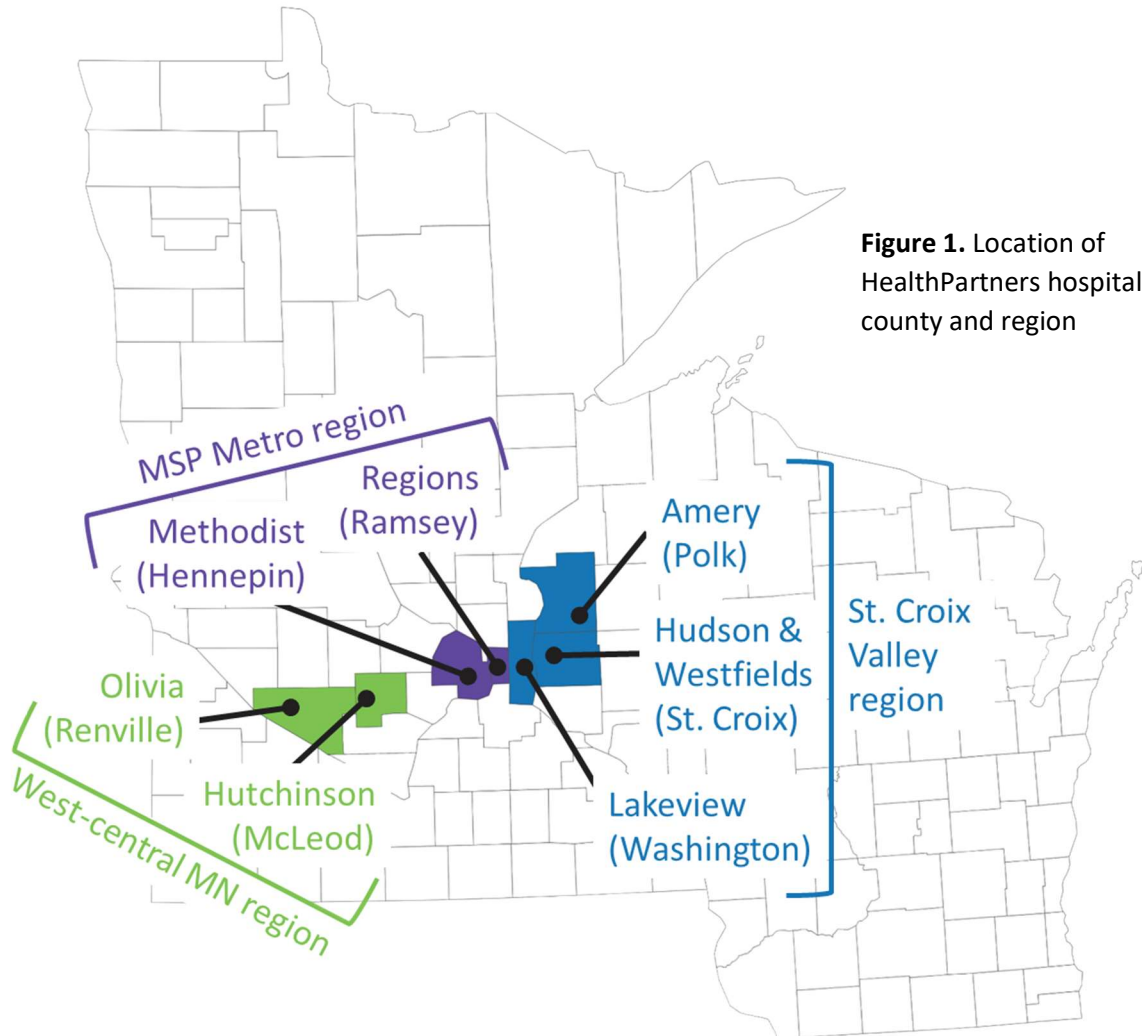 Figure 1. Location of
HealthPartners hospital
county and region
MSP Metro region
Regions
(Ramsey)
Methodist
(Hennepin)
Amery
(Polk)
Hudson &
Westfields
(St. Croix)
St. Croix
Valley
region
Olivia
(Renville)
Hutchinson
(McLeod)
Lakeview
(Washington)
West-central MN region